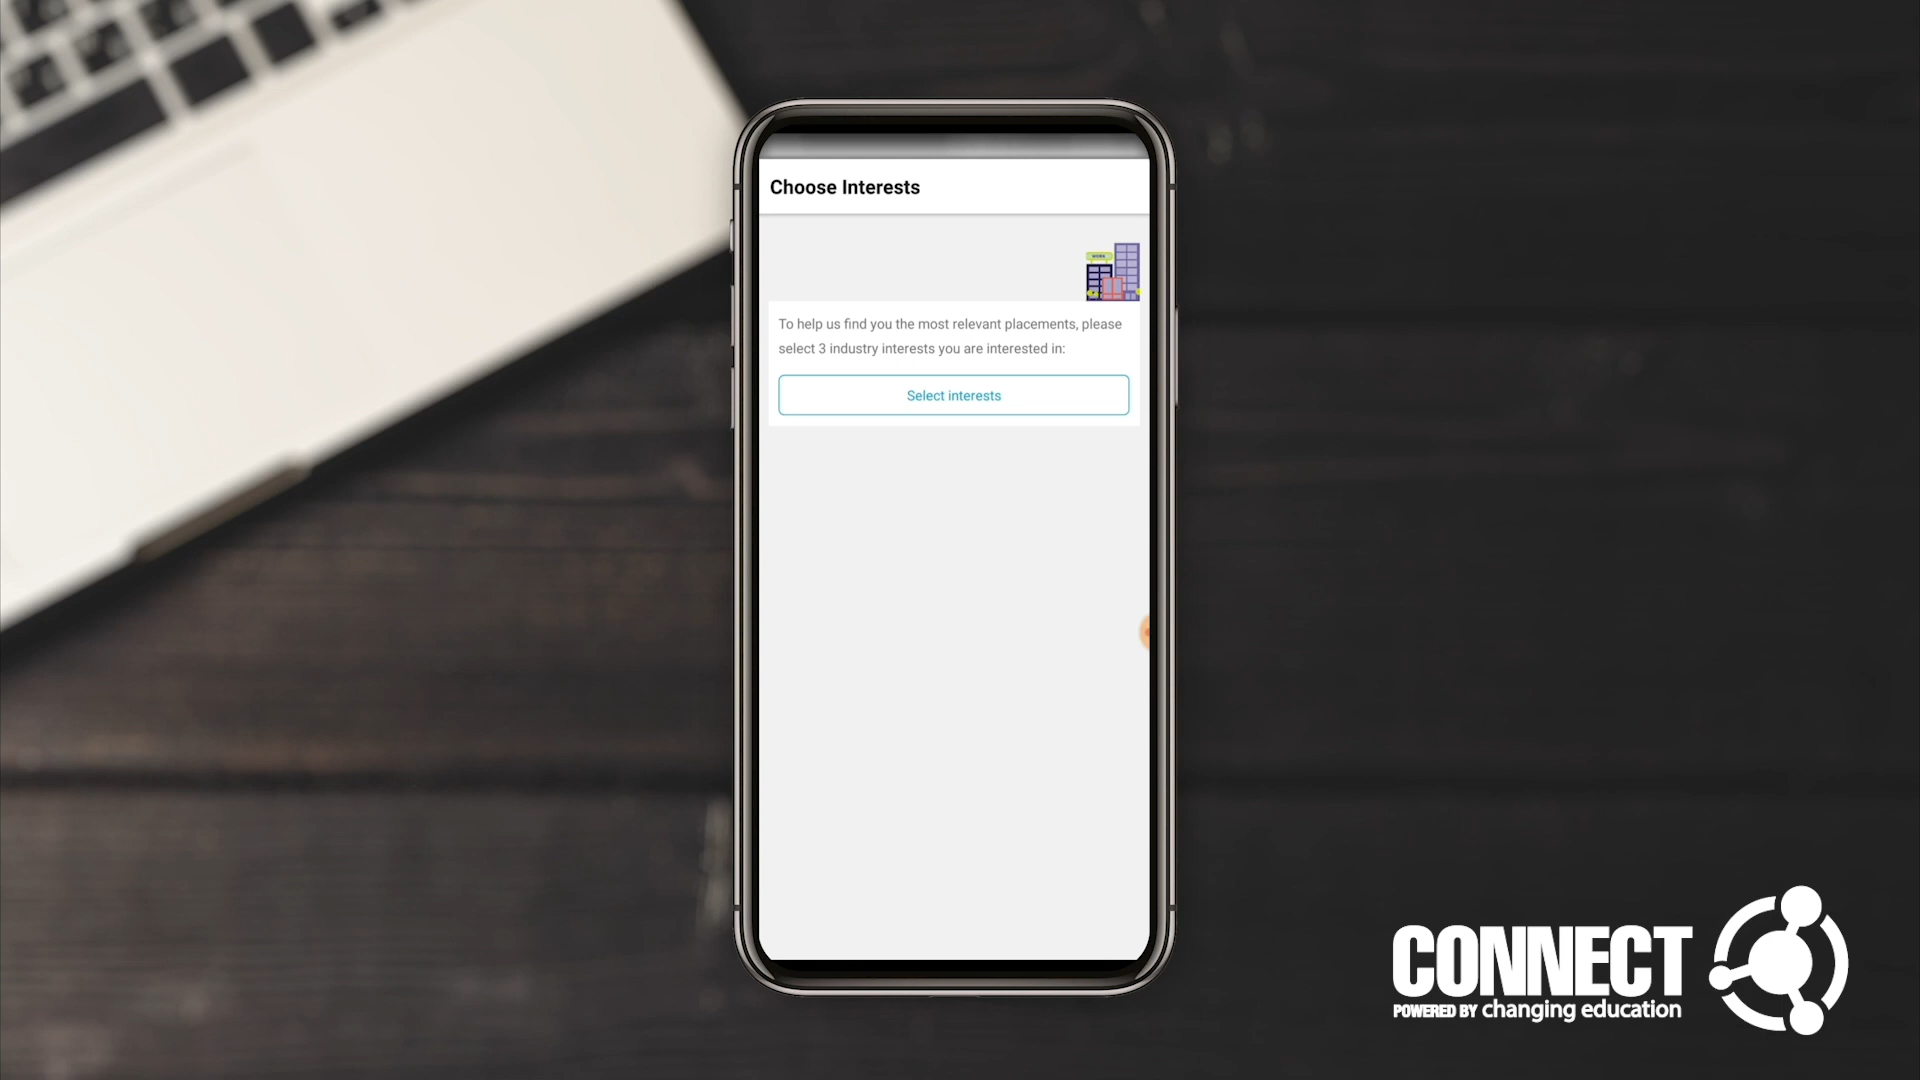 Choose Interests
WORK
To help us find you the most relevant placements, please
select 3 industry interests you are interested in:
Select interests
CONNECT
POWERED BY changing education